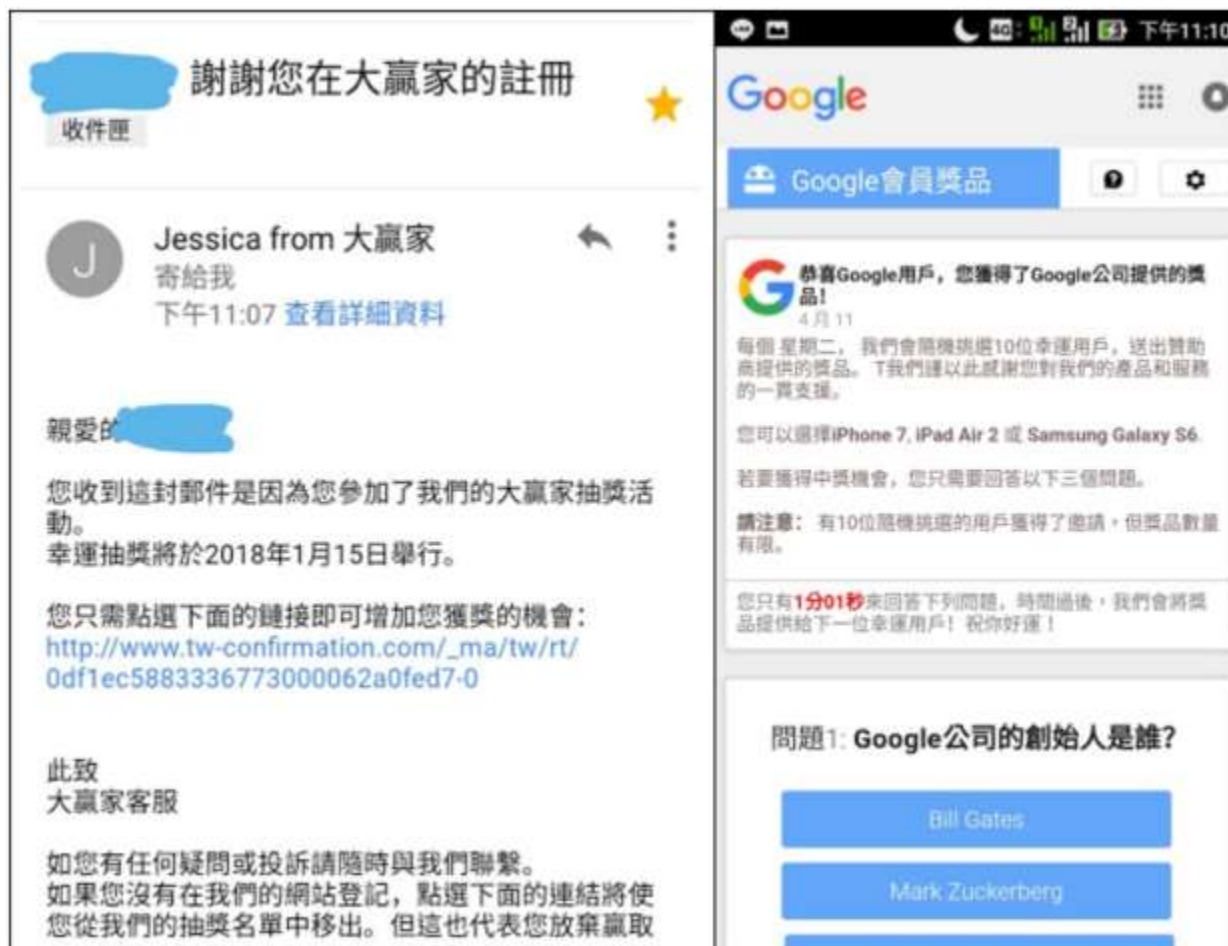 謝謝您在大贏家的註冊
收件匣
J
Jessica from 大贏家
寄給我
下午11:07 查看詳細資料
親愛的
您收到這封郵件是因為您參加了我們的大贏家抽獎活
動。
幸運抽獎將於2018年1月15日舉行。
您只需點選下面的鏈接即可增加您獲獎的機會：
http://www.tw-confirmation.com/_ma/tw/rt/
0df1ec5883336773000062a0fed7-0
此致
大贏家客服
如您有任何疑問或投訴請隨時與我們聯繫。
如果您沒有在我們的網站登記，點選下面的連結將使
您從我們的抽獎名單中移出。但這也代表您放棄贏取
4G 下午11:10
Google
Google會員獎品
恭喜Google用戶，您獲得了Google公司提供的獎
品！
4 月 11
每個 星期二， 我們會隨機挑選10位幸運用戶，送出贊助
商提供的獎品。 T我們謹以此感謝您對我們的產品和服務
的一貫支援。
您可以選擇iPhone 7, iPad Air 2 或 Samsung Galaxy S6.
若要獲得中獎機會，您只需要回答以下三個問題。
請注意： 有10位隨機挑選的用戶獲得了邀請，但獎品數量
有限。
您只有1分01秒來回答下列問題，時間過後，我們會將獎
品提供給下一位幸運用戶！祝你好運！
問題1: Google公司的創始人是誰?
Bill Gates
Mark Zuckerberg